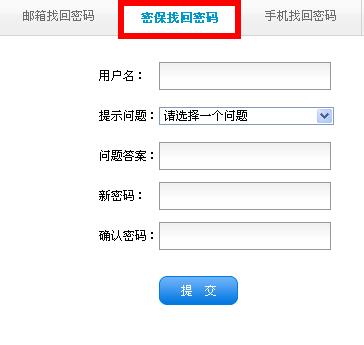 邮箱找回密码 密保找回密码 手机找回密码
用户名：
提示问题： 请选择一个问题
问题答案：
新密码：
确认密码：
提 交